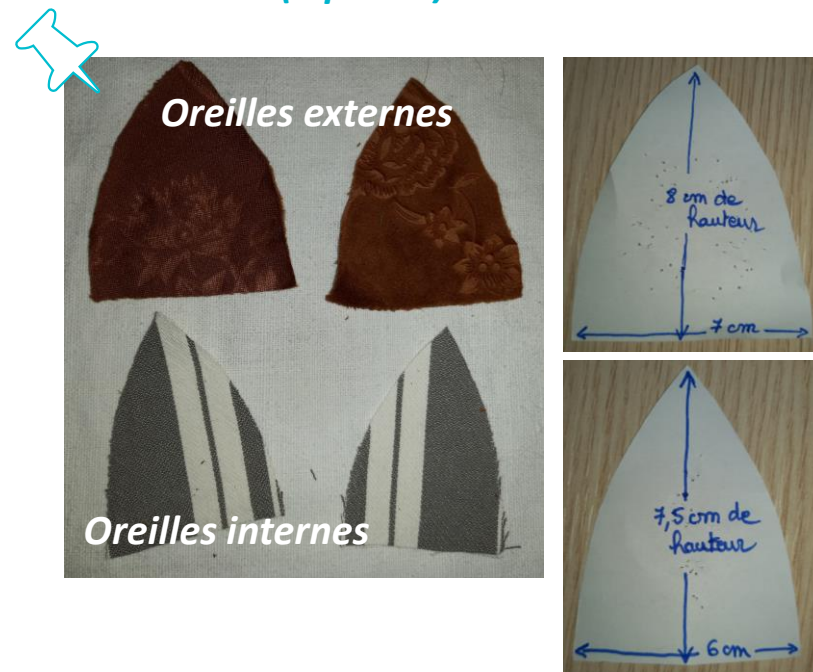 Oreilles externes
Oreilles internes
8 cm de
hauteur
7 cm
7,5 cm de
hauteur
6 cm